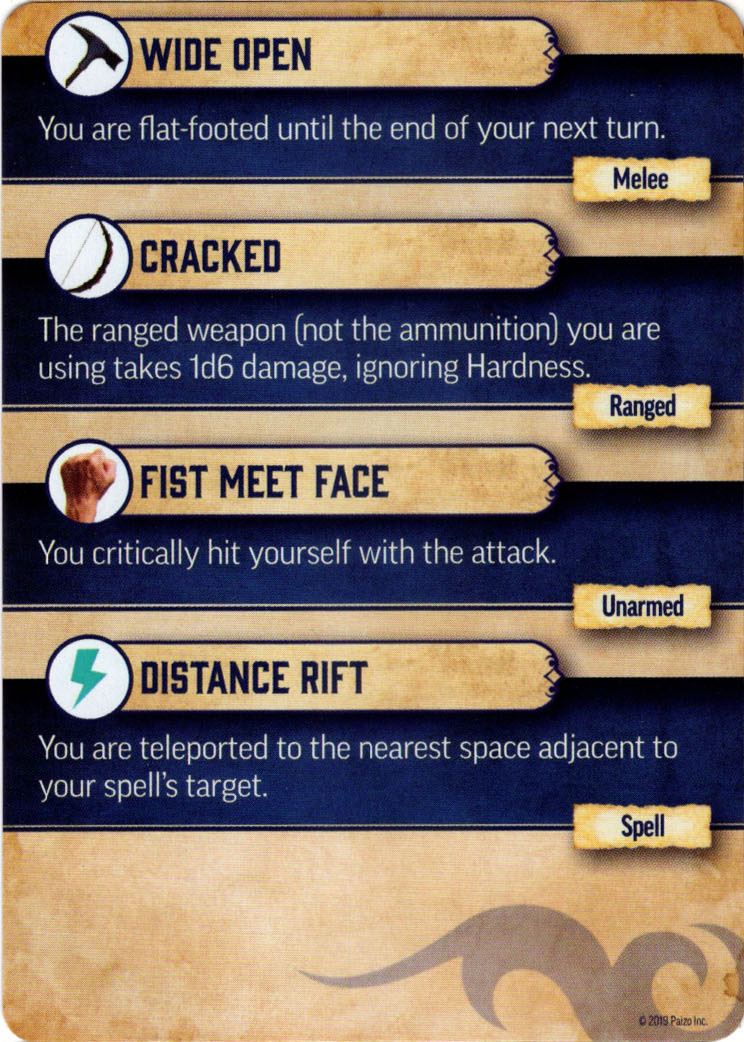 WIDE OPEN
You are flat-footed until the end of your next turn.
Melee
CRACKED
The ranged weapon (not the ammunition) you are
using takes 1d6 damage, ignoring Hardness.
Ranged
FIST MEET FACE
You critically hit yourself with the attack.
Unarmed
DISTANCE RIFT
You are teleported to the nearest space adjacent to
your spell's target.
Spell
© 2019 Paizo Inc.